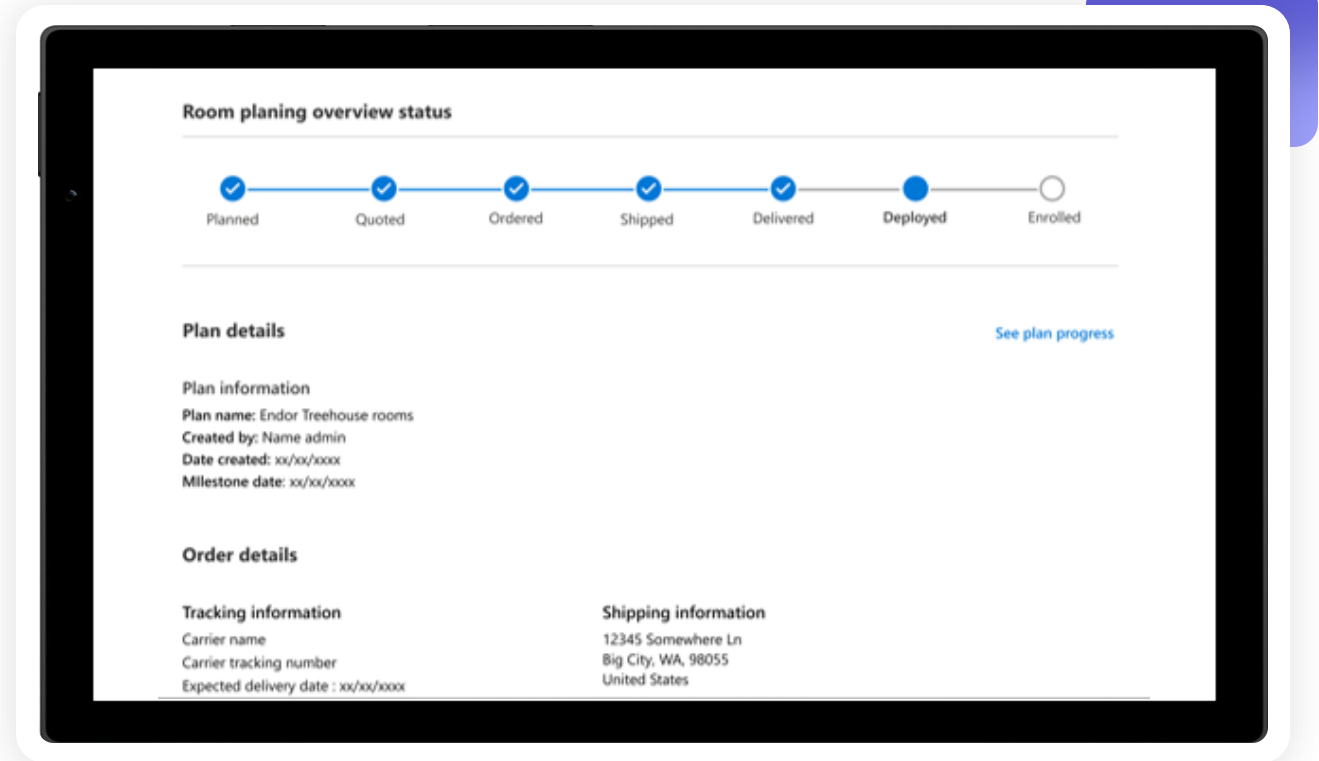 Room planing overview status
Planned Quoted Ordered Shipped Delivered Deployed Enrolled
Plan details
See plan progress
Plan information
Plan name: Endor Treehouse rooms
Created by: Name admin
Date created: xx/xx/xxxx
MIlestone date: xx/xx/xxxx
Order details
Tracking information
Carrier name
Carrier tracking number
Expected delivery date : xx/xx/xxxx
Shipping information
12345 Somewhere Ln
Big City, WA, 98055
United States